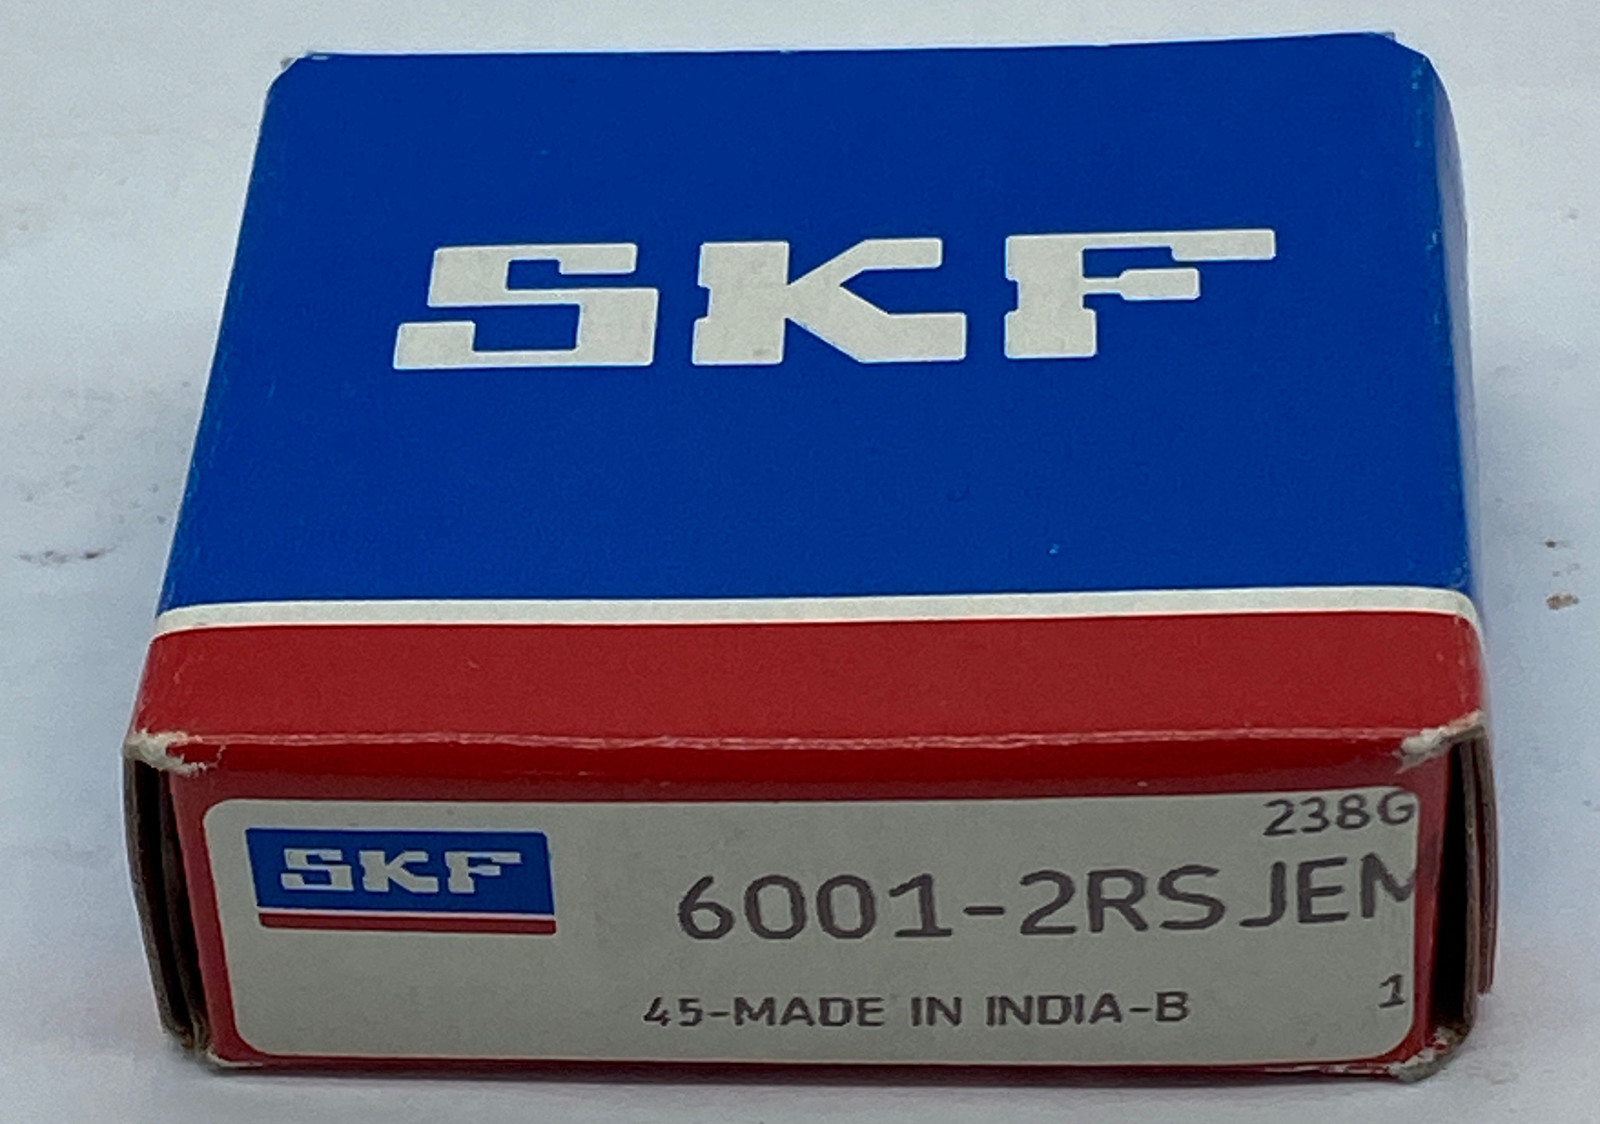 SKF
SKF
238G
6001-2RSJEM
45-MADE IN INDIA-B
1